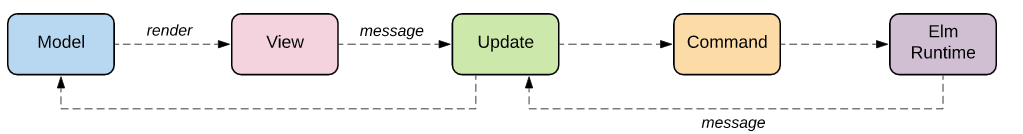 Model
render
View
message
Update
Command
Elm
Runtime
message